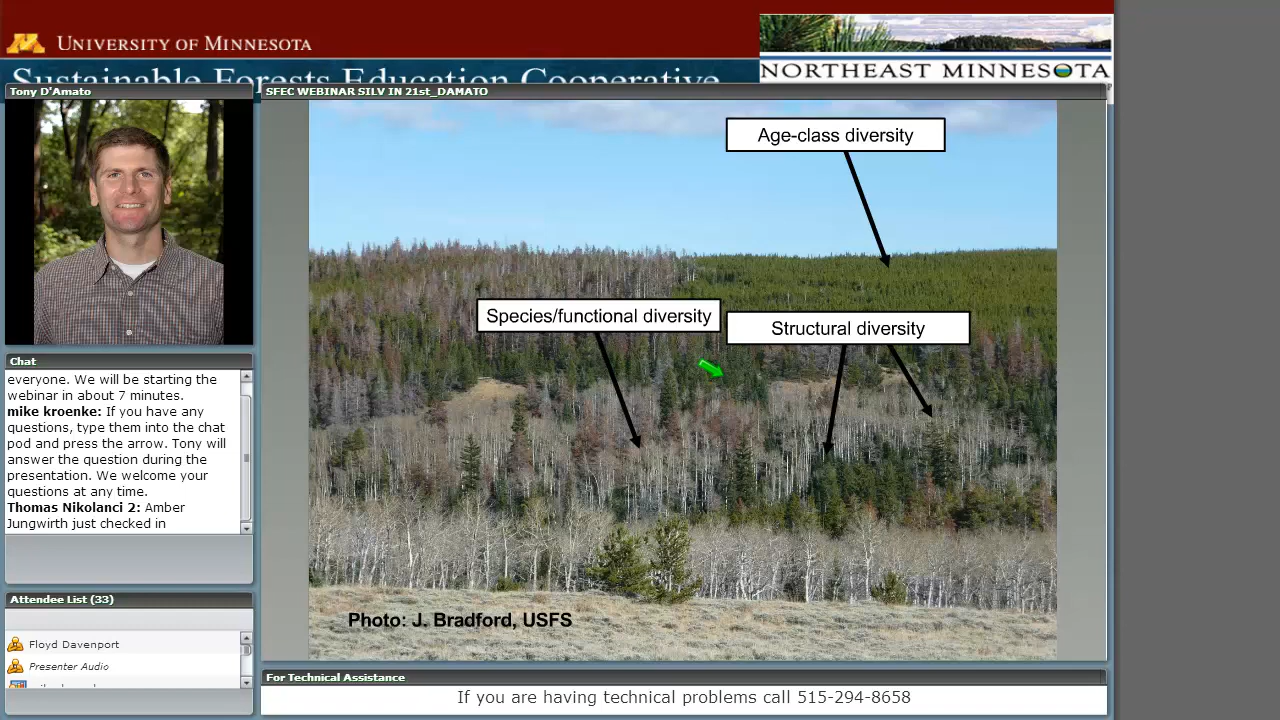 UNIVERSITY OF MINNESOTA
Sustainable Forests Education Cooperative
NORTHEAST MINNESOTA
Tony D'Amato
SFEC WEBINAR SILV IN 21st_DAMATO
Age-class diversity
Species/functional diversity
Structural diversity
Photo: J. Bradford, USFS
Chat
everyone. We will be starting the
webinar in about 7 minutes.
mike kroenke: If you have any
questions, type them into the chat
pod and press the arrow. Tony will
answer the question during the
presentation. We welcome your
questions at any time.
Thomas Nikolanci 2: Amber
Jungwirth just checked in
Attendee List (33)
Floyd Davenport
Presenter Audio
For Technical Assistance
If you are having technical problems call 515-294-8658